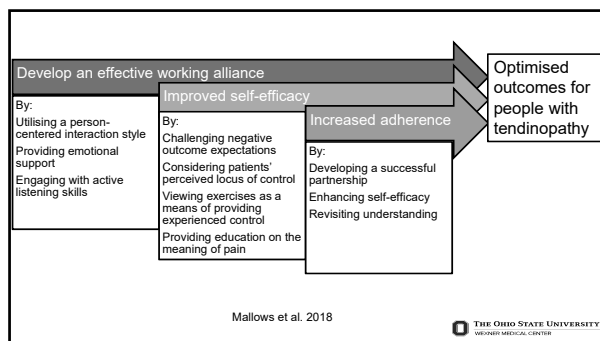 Develop an effective working alliance
By:
Utilising a person-
centered interaction style
Providing emotional
support
Engaging with active
listening skills
Improved self-efficacy
By:
Challenging negative
outcome expectations
Considering patients'
perceived locus of control
Viewing exercises as a
means of providing
experienced control
Providing education on the
meaning of pain
Increased adherence
By:
Developing a successful
partnership
Enhancing self-efficacy
Revisiting understanding
Optimised
outcomes for
people with
tendinopathy
Mallows et al. 2018
THE OHIO STATE UNIVERSITY
WEXNER MEDICAL CENTER